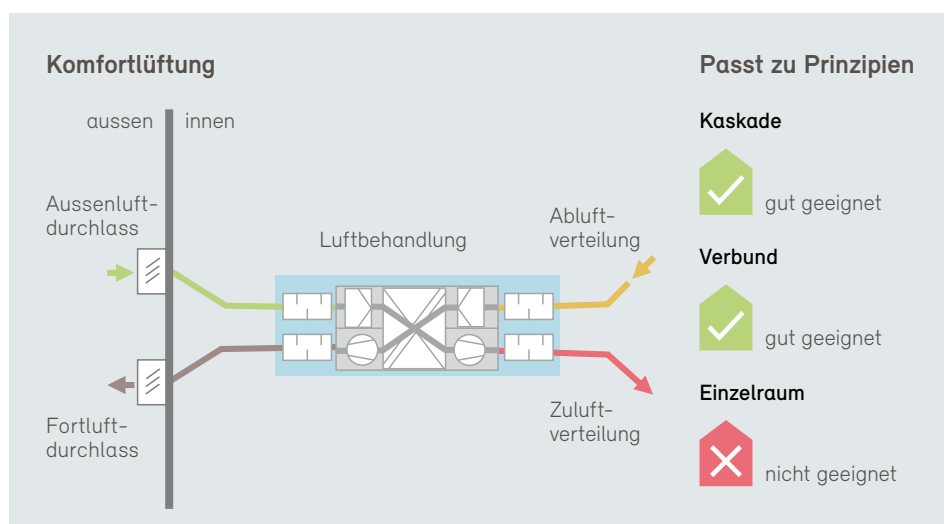 Komfortlüftung
aussen
innen
Aussenluft-
durchlass
Luftbehandlung
Abluft-
verteilung
Fortluft-
durchlass
Zuluft-
verteilung
Passt zu Prinzipien
Kaskade
gut geeignet
Verbund
gut geeignet
Einzelraum
nicht geeignet